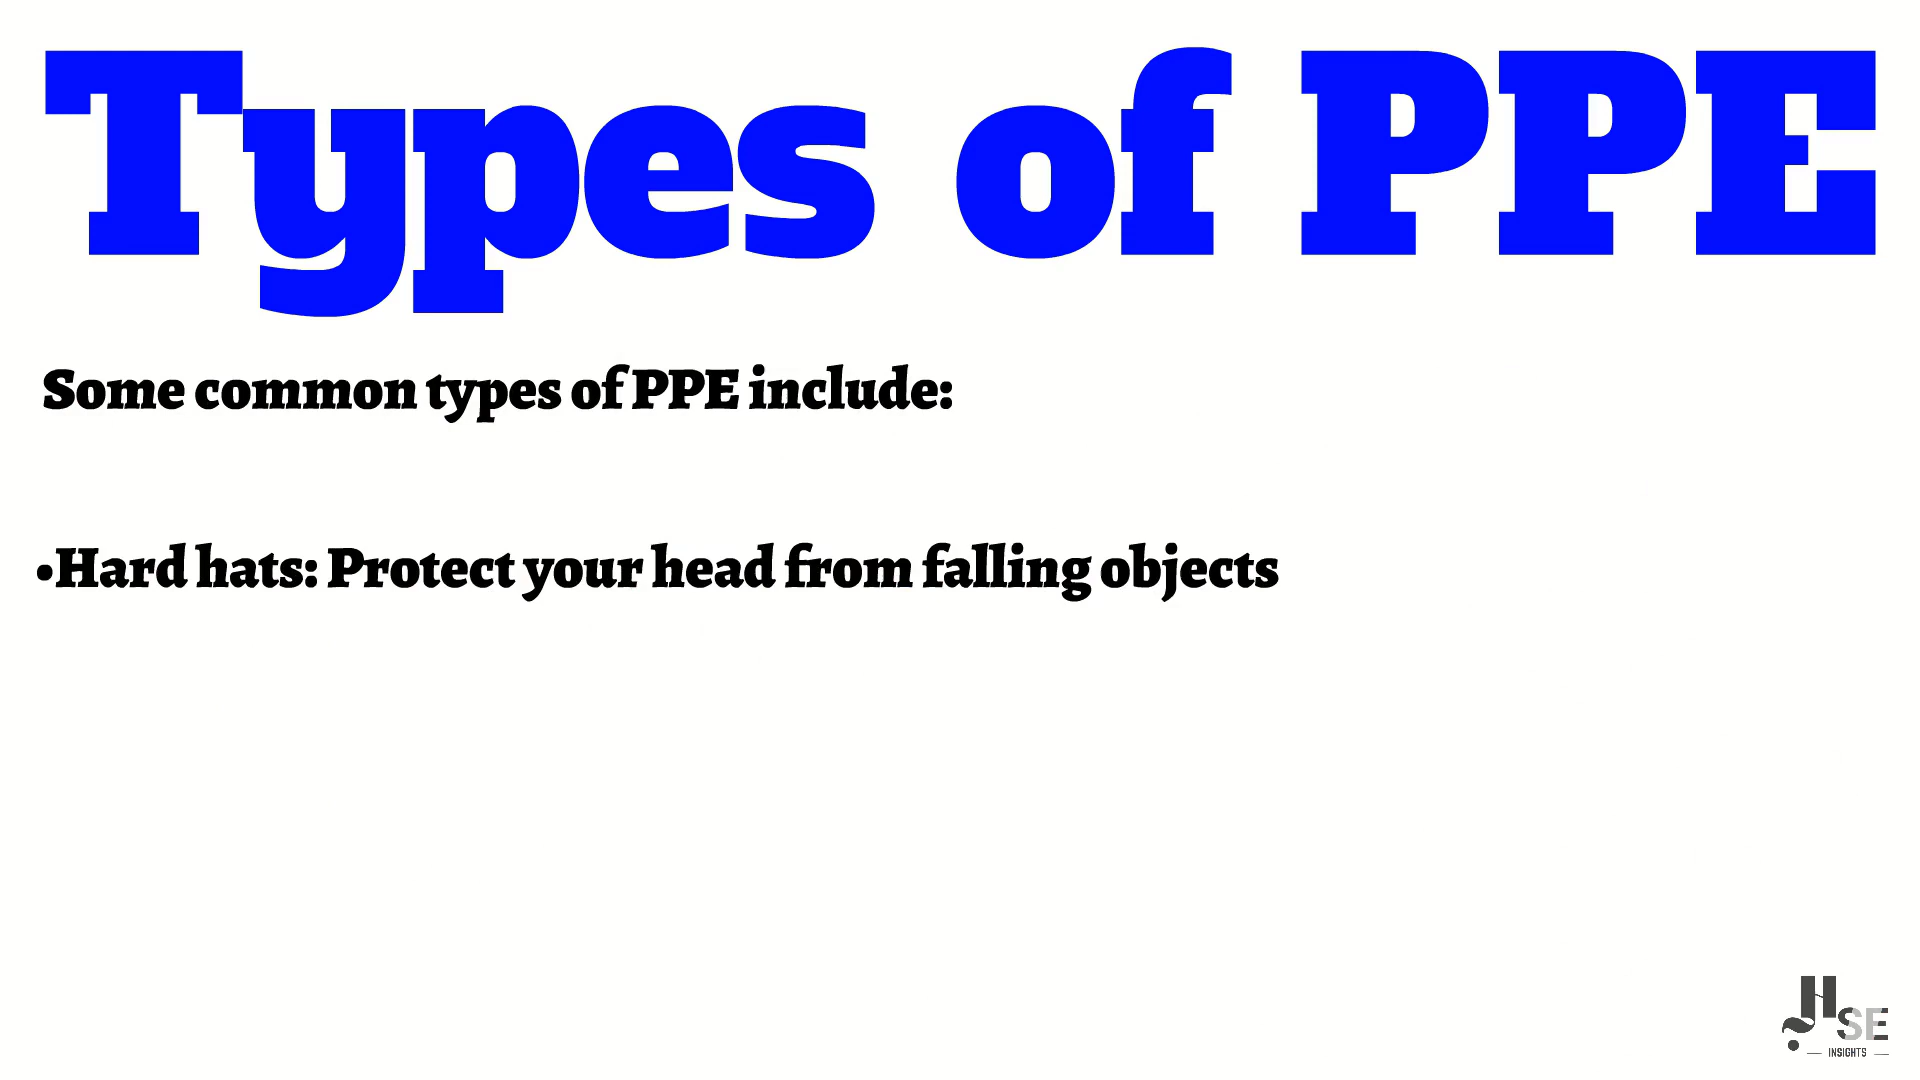 Types of PPE
Some common types of PPE include:
•Hard hats: Protect your head from falling objects
HSE
INSIGHTS